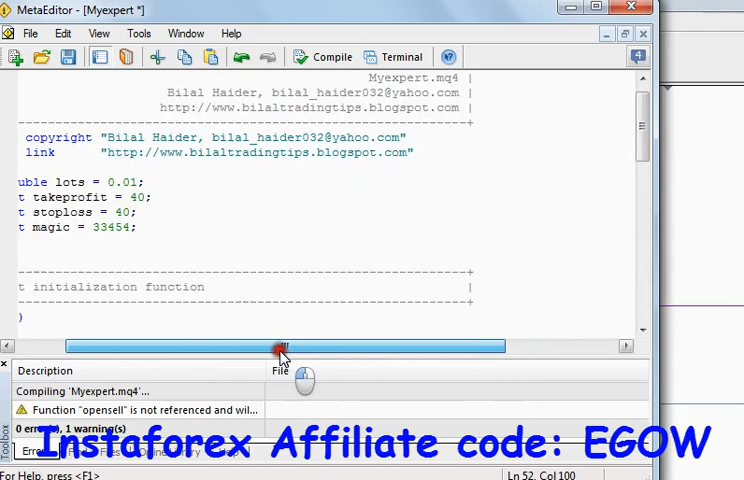 MetaEditor - [Myexpert *]
File Edit View Tools Window Help
Compile Terminal 4
Myexpert.mq4 |
Bilal Haider, bilal_haider032@yahoo.com |
http://www.bilaltradingtips.blogspot.com |
copyright "Bilal Haider, bilal_haider032@yahoo.com"
link "http://www.bilaltradingtips.blogspot.com"
uble lots = 0.01;
t takeprofit = 40;
t stoploss = 40;
t magic = 33454;
t initialization function |
)
Description File
Compiling 'Myexpert.mq4'...
Function "opensell" is not referenced and wil...
0 error(s), 1 warning(s)
Instaforex Affiliate code: EGOW
Toolbox
For Help, press <F1> Ln 52, Col 100